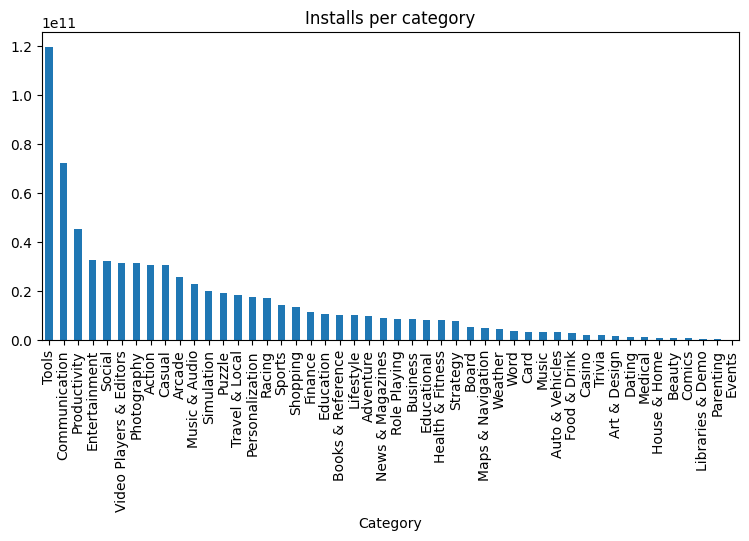 Installs per category
1e11
1.2
1.0
0.8
0.6
0.4
0.2
0.0
Tools
Communication
Productivity
Entertainment
Social
Video Players & Editors
Photography
Action
Casual
Arcade
Music & Audio
Simulation
Puzzle
Travel & Local
Personalization
Racing
Sports
Shopping
Finance
Education
Books & Reference
Lifestyle
Adventure
News & Magazines
Role Playing
Business
Educational
Health & Fitness
Strategy
Board
Maps & Navigation
Weather
Word
Card
Music
Auto & Vehicles
Food & Drink
Casino
Trivia
Art & Design
Dating
Medical
House & Home
Beauty
Comics
Libraries & Demo
Parenting
Events
Category